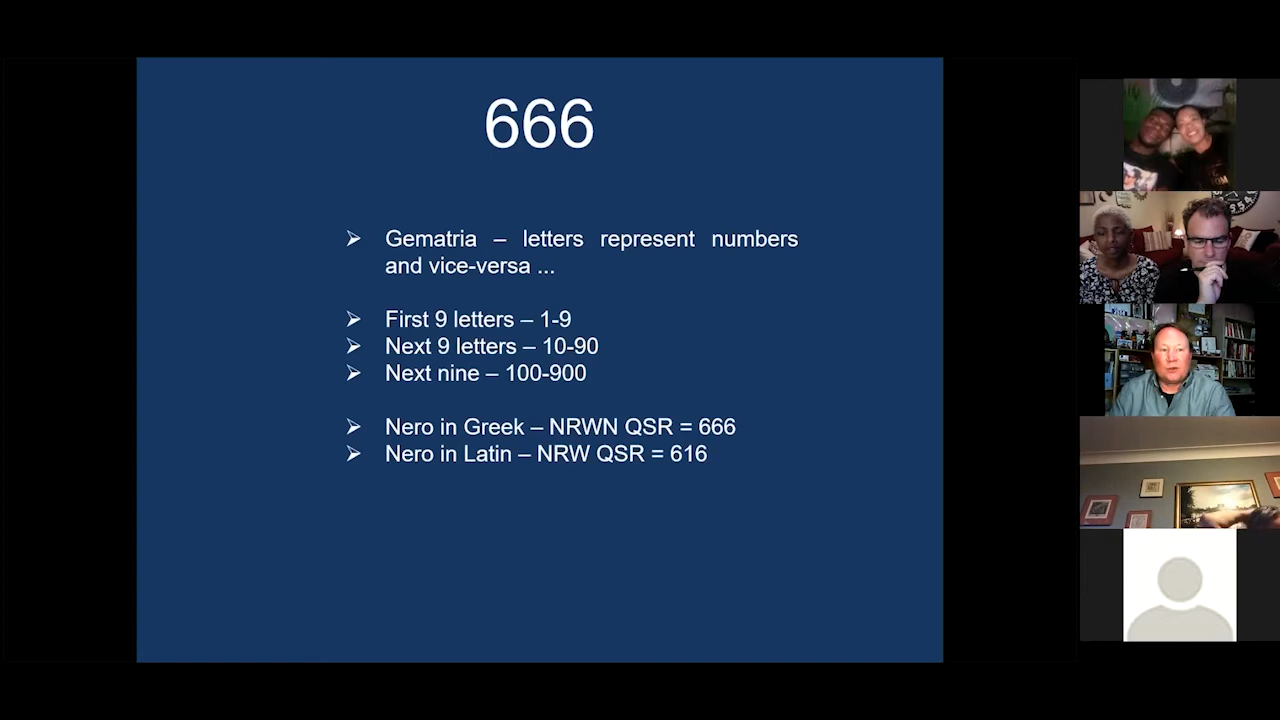 666
➢ Gematria – letters represent numbers
and vice-versa ...
➢ First 9 letters – 1-9
➢ Next 9 letters – 10-90
➢ Next nine – 100-900
➢ Nero in Greek – NRWN QSR = 666
➢ Nero in Latin – NRW QSR = 616